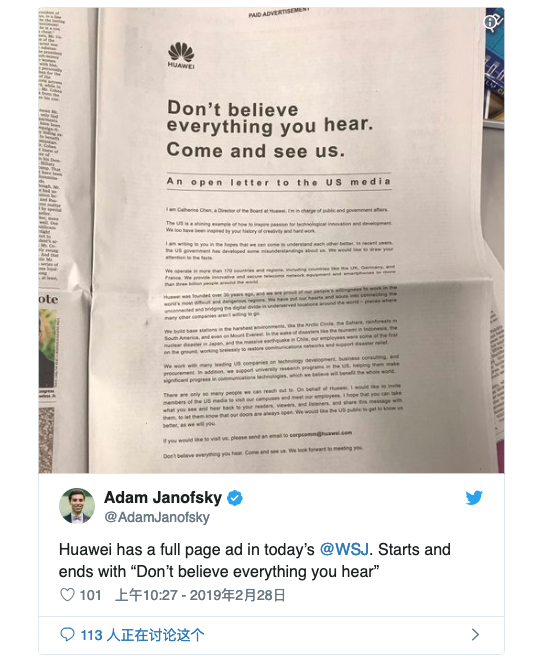 PAID ADVERTISEMENT
HUAWEI
Don't believe
everything you hear.
Come and see us.
An open letter to the US media
I am Catherine Chen, a Director of the Board at Huawei. I'm in charge of public and government affairs.
The US is a shining example of how to inspire passion for technological innovation and development.
We too have been inspired by your history of creativity and hard work.
I am writing to you in the hopes that we can come to understand each other better. In recent years,
the US government has developed some misunderstandings about us. We would like to draw your
attention to the facts.
We operate in more than 170 countries and regions, including countries like the UK, Germany, and
France. We provide innovative and secure telecoms network equipment and smartphones to more
than three billion people around the world.
Huawei was founded over 30 years ago, and we are proud of our people's willingness to work in the
world's most difficult and dangerous regions. We have put our hearts and souls into connecting the
unconnected and bridging the digital divide in underserved locations around the world – places where
many other companies aren't willing to go.
We build base stations in the harshest environments, like the Arctic Circle, the Sahara, rainforests in
South America, and even on Mount Everest. In the wake of disasters like the tsunami in Indonesia, the
nuclear disaster in Japan, and the massive earthquake in Chile, our employees were some of the first
on the ground, working tirelessly to restore communications networks and support disaster relief.
We work with many leading US companies on technology development, business consulting, and
procurement. In addition, we support university research programs in the US, helping them make
significant progress in communications technologies, which we believe will benefit the whole world.
There are only so many people we can reach out to. On behalf of Huawei, I would like to invite
members of the US media to visit our campuses and meet our employees. I hope that you can take
what you see and hear back to your readers, viewers, and listeners, and share this message with
them, to let them know that our doors are always open. We would like the US public to get to know us
better, as we will you.
If you would like to visit us, please send an email to corpcomm@huawei.com
Don't believe everything you hear. Come and see us. We look forward to meeting you.
ote
Adam Janofsky
@AdamJanofsky
Huawei has a full page ad in today's @WSJ. Starts and
ends with “Don't believe everything you hear”
101 上午10:27 - 2019年2月28日
113 人正在讨论这个